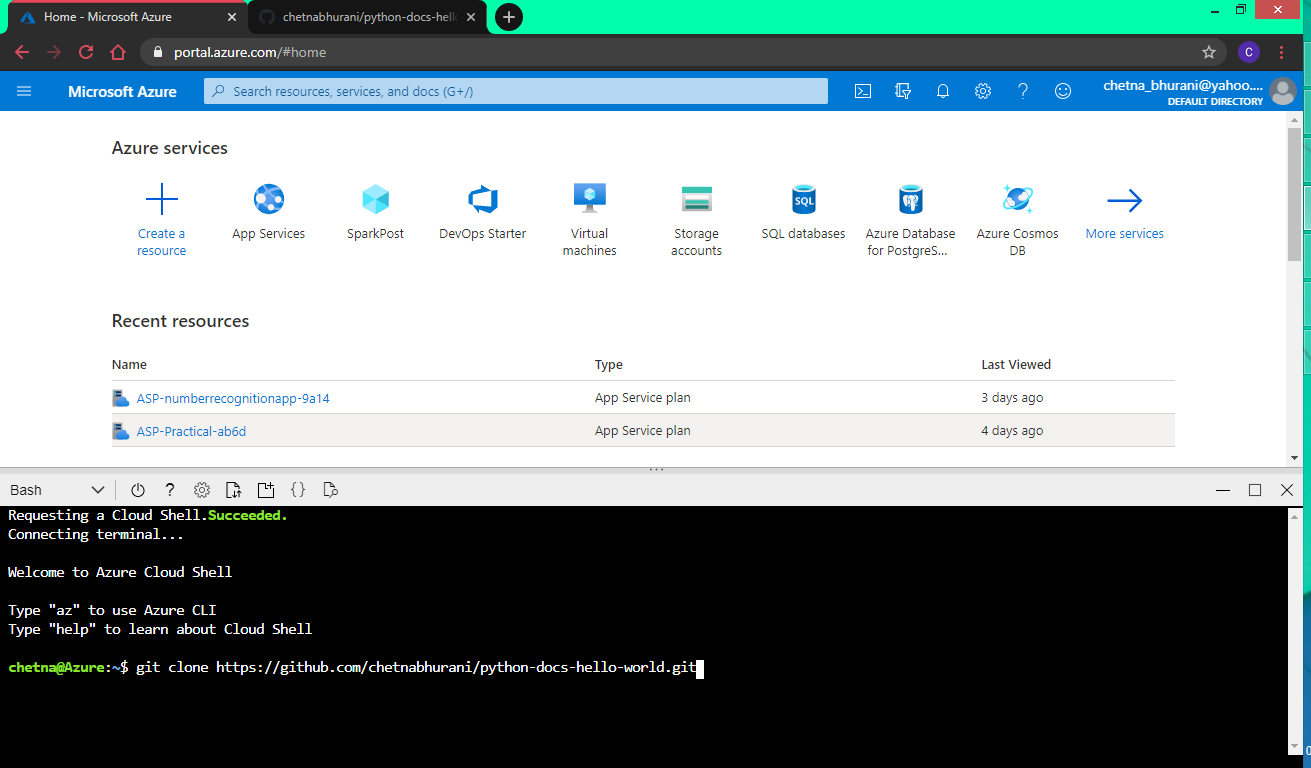 Home - Microsoft Azure
chetnabhurani/python-docs-hell
portal.azure.com/#home
C
Microsoft Azure
Search resources, services, and docs (G+/)
chetna_bhurani@yahoo....
DEFAULT DIRECTORY
Azure services
Create a resource
App Services
SparkPost
DevOps Starter
Virtual machines
Storage accounts
SQL
SQL databases
Azure Database for PostgreS...
Azure Cosmos DB
More services
Recent resources
Name Type Last Viewed
ASP-numberrecognitionapp-9a14 App Service plan 3 days ago
ASP-Practical-ab6d App Service plan 4 days ago
Bash
Requesting a Cloud Shell.Succeeded.
Connecting terminal...
Welcome to Azure Cloud Shell
Type "az" to use Azure CLI
Type "help" to learn about Cloud Shell
chetna@Azure:~$ git clone https://github.com/chetnabhurani/python-docs-hello-world.git